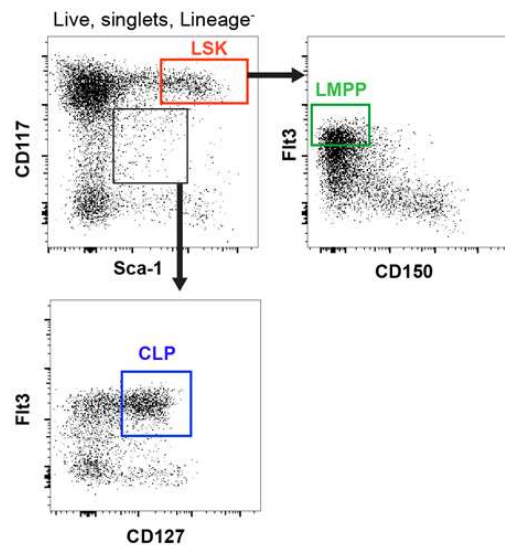 Live, singlets, Lineage⁻
LSK
LMPP
CD117
Flt3
Sca-1
CD150
CLP
Flt3
CD127